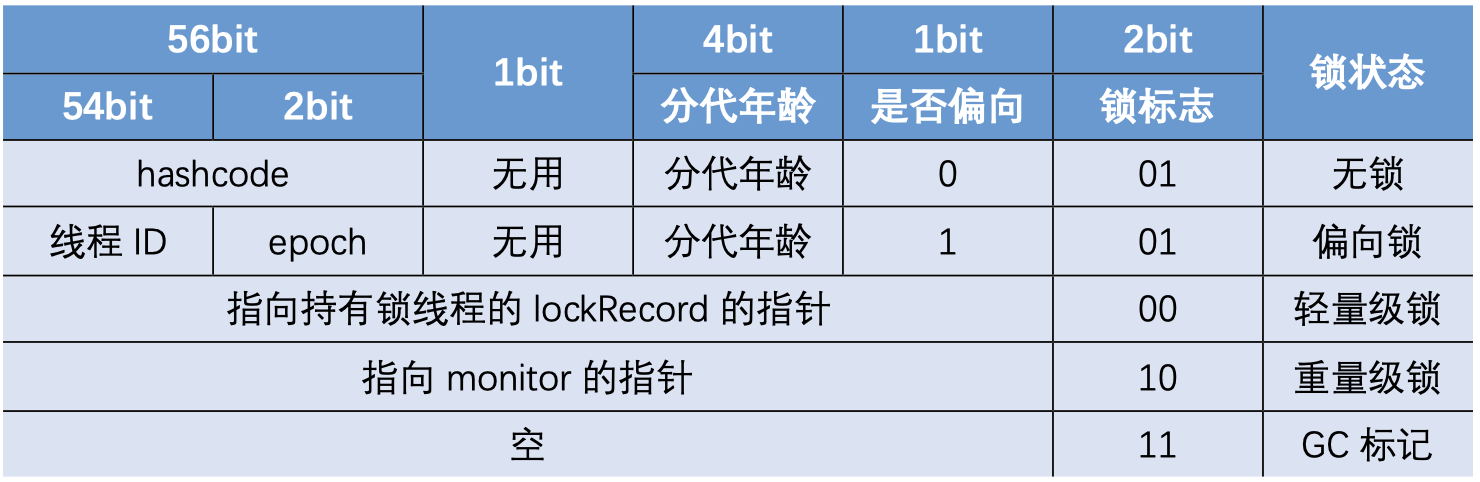 56bit 1bit 4bit 1bit 2bit 锁状态
54bit 2bit 分代年龄 是否偏向 锁标志
hashcode 无用 分代年龄 0 01 无锁
线程 ID epoch 无用 分代年龄 1 01 偏向锁
指向持有锁线程的 lockRecord 的指针 00 轻量级锁
指向 monitor 的指针 10 重量级锁
空 11 GC 标记